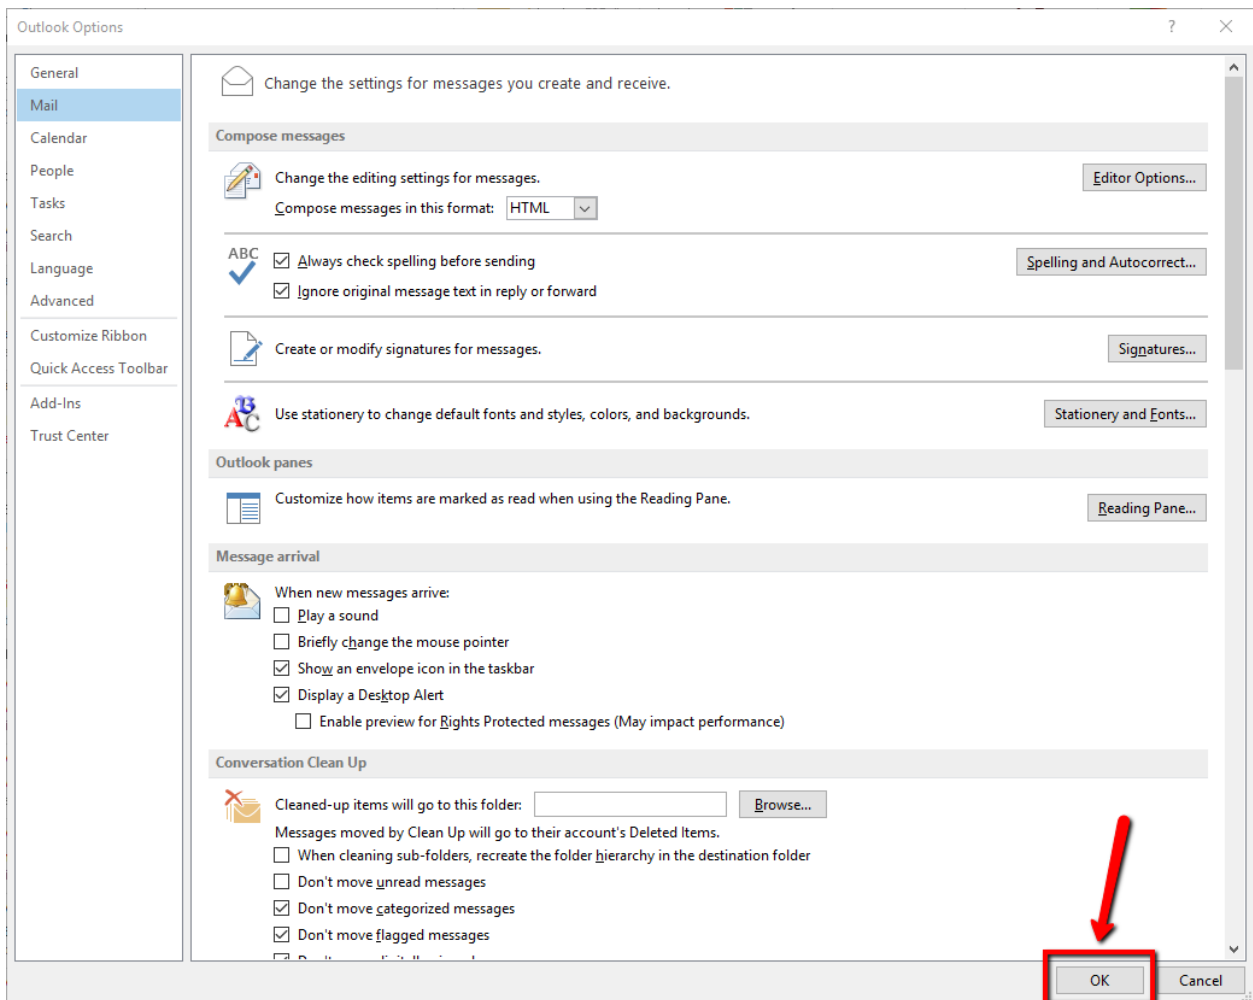 Outlook Options
?
General
Mail
Calendar
People
Tasks
Search
Language
Advanced
Customize Ribbon
Quick Access Toolbar
Add-Ins
Trust Center
Change the settings for messages you create and receive.
Compose messages
Change the editing settings for messages.
Editor Options...
Compose messages in this format: HTML
ABC
Always check spelling before sending
Spelling and Autocorrect...
Ignore original message text in reply or forward
Create or modify signatures for messages.
Signatures...
Use stationery to change default fonts and styles, colors, and backgrounds.
Stationery and Fonts...
Outlook panes
Customize how items are marked as read when using the Reading Pane.
Reading Pane...
Message arrival
When new messages arrive:
Play a sound
Briefly change the mouse pointer
Show an envelope icon in the taskbar
Display a Desktop Alert
Enable preview for Rights Protected messages (May impact performance)
Conversation Clean Up
Cleaned-up items will go to this folder:
Browse...
Messages moved by Clean Up will go to their account's Deleted Items.
When cleaning sub-folders, recreate the folder hierarchy in the destination folder
Don't move unread messages
Don't move categorized messages
Don't move flagged messages
OK
Cancel